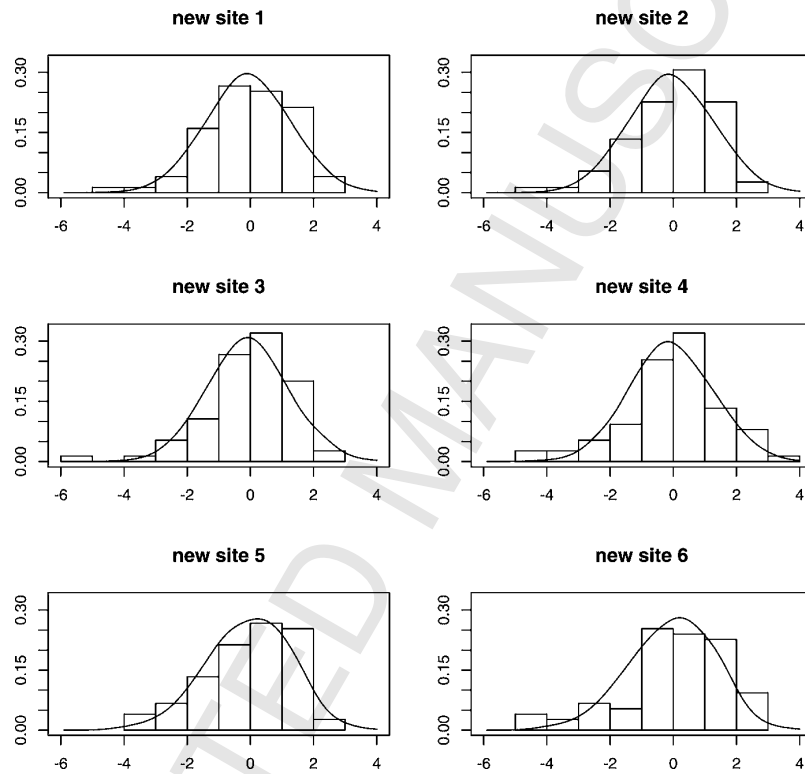 new site 1
new site 2
0.00 0.15 0.30
-6 -4 -2 0 2 4
0.00 0.15 0.30
-6 -4 -2 0 2 4
new site 3
new site 4
0.00 0.15 0.30
-6 -4 -2 0 2 4
0.00 0.15 0.30
-6 -4 -2 0 2 4
new site 5
new site 6
0.00 0.15 0.30
-6 -4 -2 0 2 4
0.00 0.15 0.30
-6 -4 -2 0 2 4
TED MANUSC